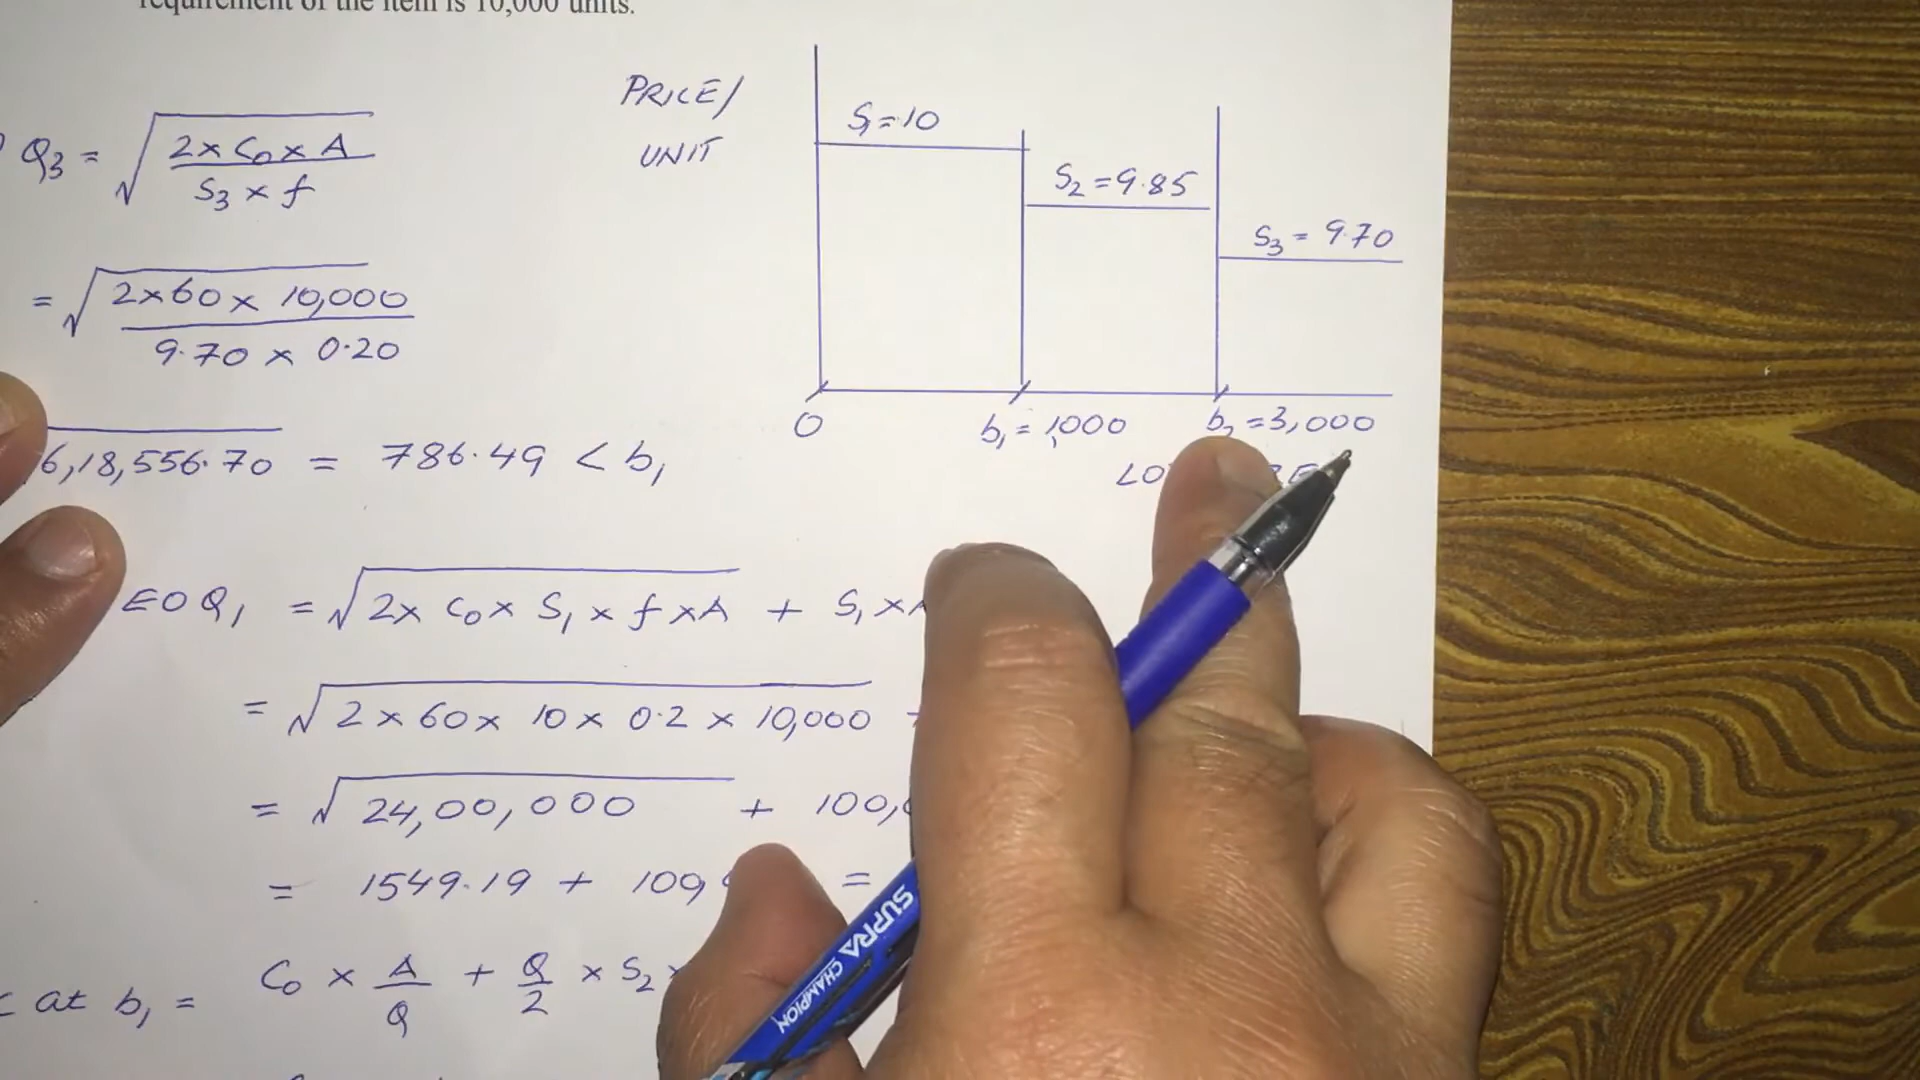 requirement of the item is 10,000 units.
PRICE/
UNIT
S1 = 10
S2 = 9.85
S3 = 9.70
0
b1 = 1,000
b2 = 3,000
Q3 = √ 2 x Co x A / S3 x f
= √ 2 x 60 x 10,000 / 9.70 x 0.20
6,18,556.70 = 786.49 < b1
EOQ1 = √ 2 x Co x S1 x f x A + S1 x
= √ 2 x 60 x 10 x 0.2 x 10,000
= √ 24,00,000 + 100,
= 1549.19 + 109, =
at b1 = Co x A/Q + Q/2 x S2
SUPRA
CHAMPION